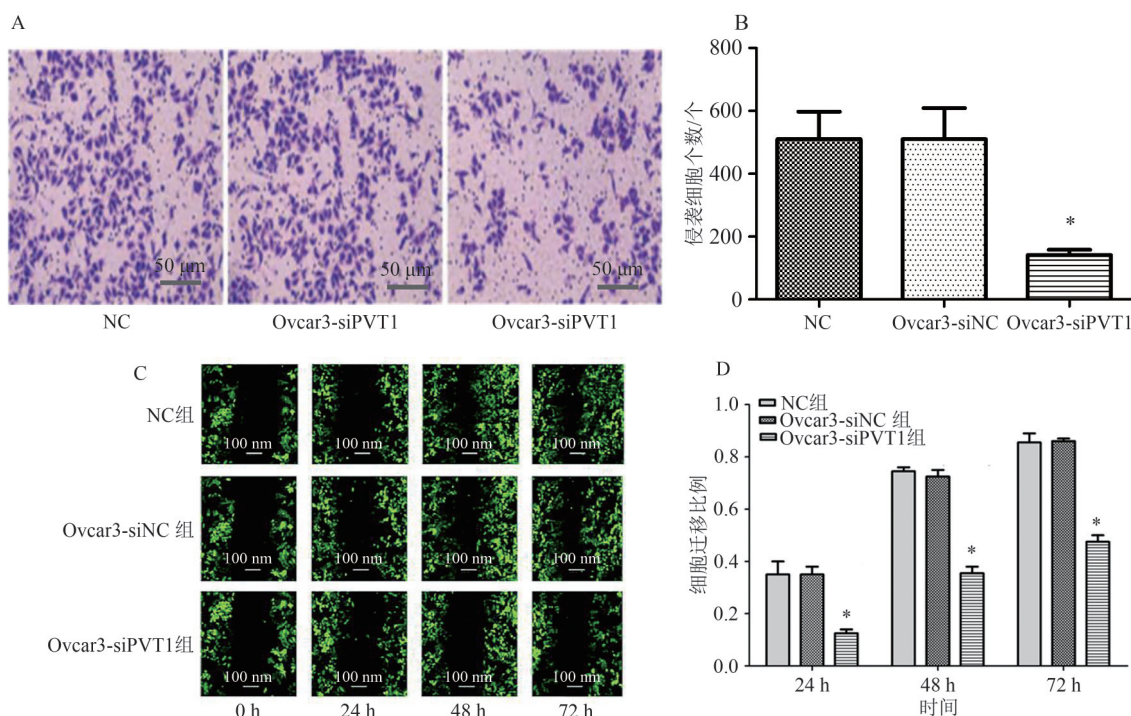 A
50 μm
50 μm
50 μm
NC
Ovcar3-siPVT1
Ovcar3-siPVT1
B
侵袭细胞个数/个
800
600
400
200
0
*
NC
Ovcar3-siNC
Ovcar3-siPVT1
C
NC组
100 nm
100 nm
100 nm
100 nm
Ovcar3-siNC 组
100 nm
100 nm
100 nm
100 nm
Ovcar3-siPVT1组
100 nm
100 nm
100 nm
100 nm
0 h
24 h
48 h
72 h
D
NC组
Ovcar3-siNC 组
Ovcar3-siPVT1组
细胞迁移比例
1.0
0.8
0.6
0.4
0.2
0.0
*
*
*
24 h
48 h
72 h
时间